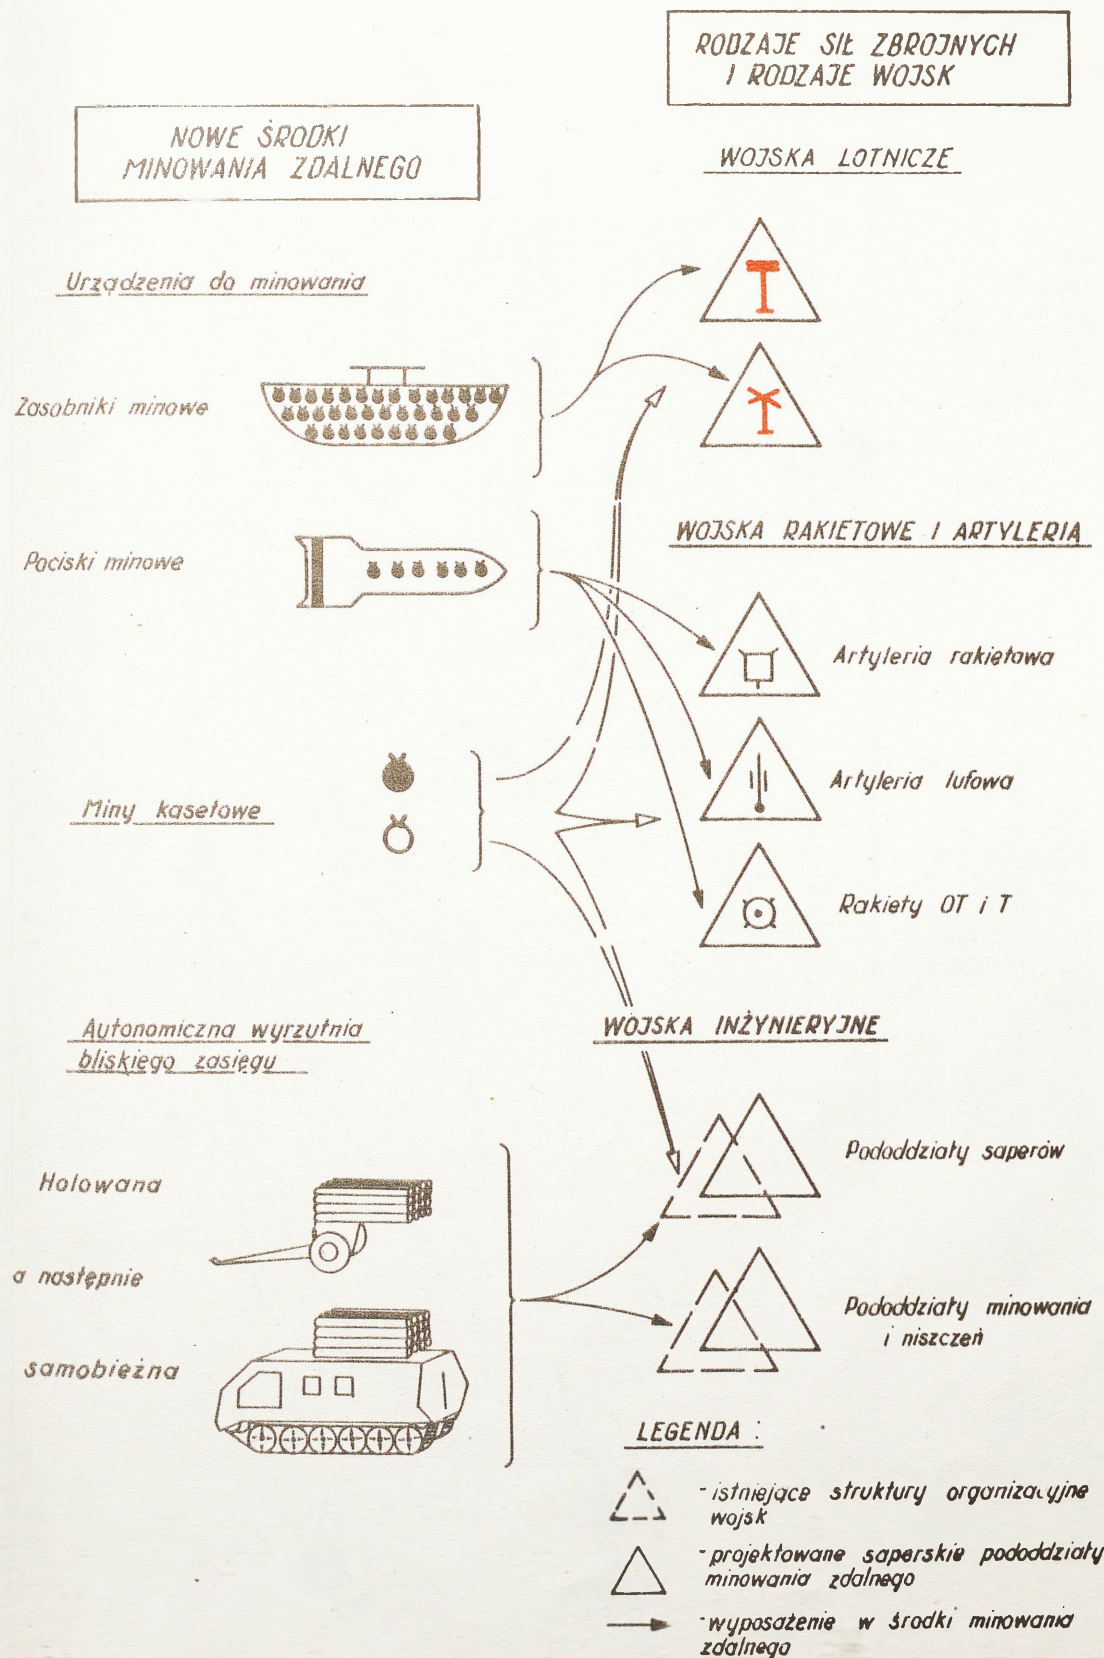 RODZAJE SIŁ ZBROJNYCH
I RODZAJE WOJSK
NOWE ŚRODKI
MINOWANIA ZDALNEGO
WOJSKA LOTNICZE
Urządzenia do minowania
Zasobniki minowe
WOJSKA RAKIETOWE I ARTYLERIA
Pociski minowe
Artyleria rakietowa
Artyleria lufowa
Miny kasetowe
Rakiety OT i T
WOJSKA INŻYNIERYJNE
Autonomiczna wyrzutnia
bliskiego zasięgu
Pododdziały saperów
Holowana
a następnie
Pododdziały minowania
i niszczeń
samobieżna
LEGENDA :
- istniejące struktury organizacyjne
wojsk
- projektowane saperskie pododdziały
minowania zdalnego
- wyposażenie w środki minowania
zdalnego